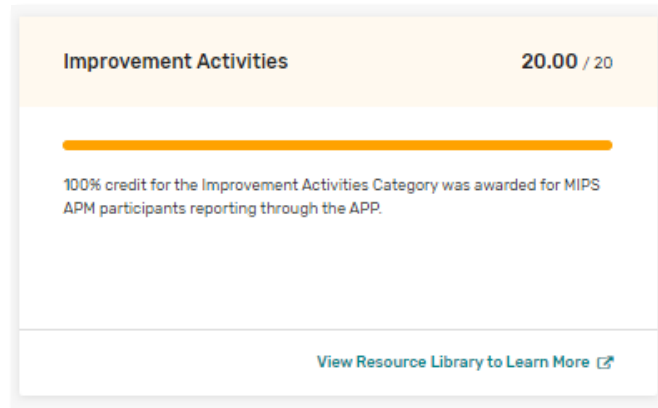 Improvement Activities 20.00 / 20
100% credit for the Improvement Activities Category was awarded for MIPS
APM participants reporting through the APP.
View Resource Library to Learn More